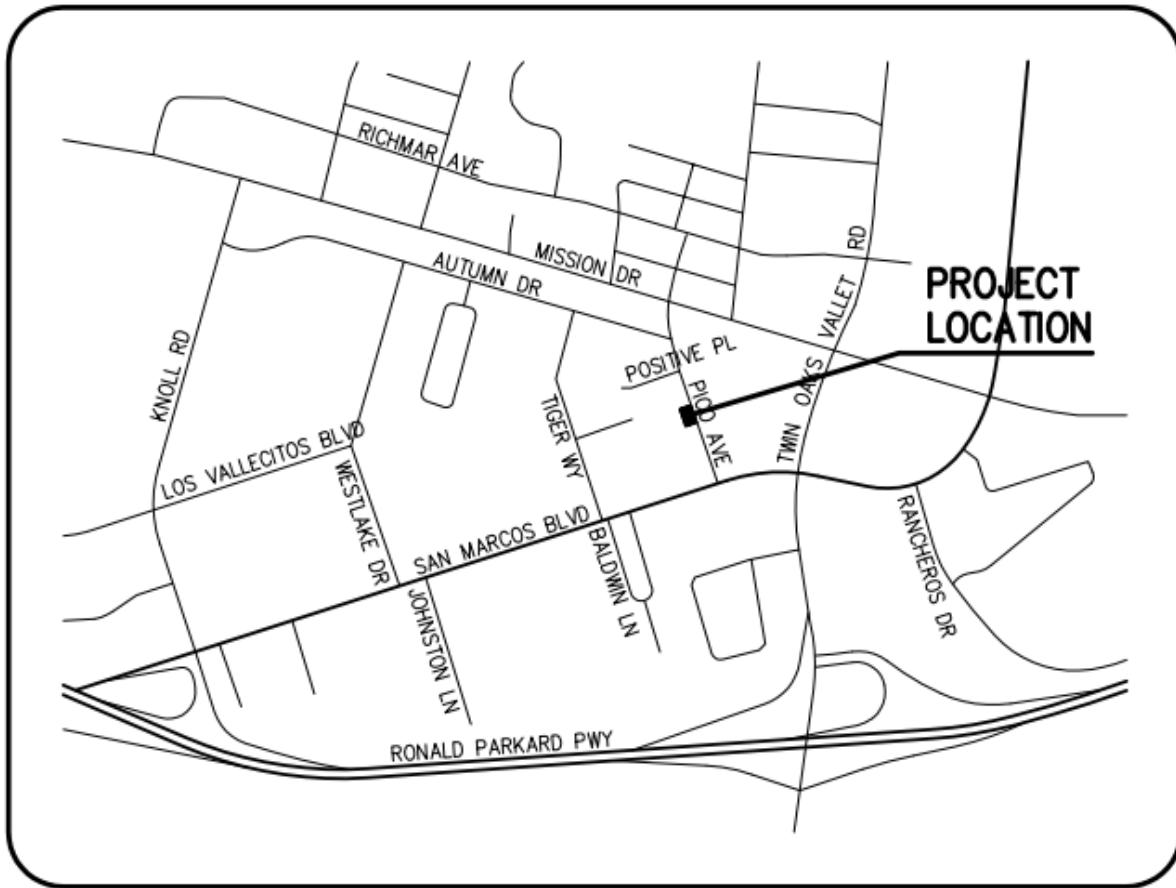 RICHMAR AVE
MISSION DR
AUTUMN DR
TWIN OAKS VALLET RD
PROJECT
LOCATION
KNOLL RD
POSITIVE PL
PICO AVE
TIGER WY
LOS VALLECITOS BLVD
WESTLAKE DR
SAN MARCOS BLVD
BALDWIN LN
RANCHEROS DR
JOHNSTON LN
RONALD PARKARD PWY